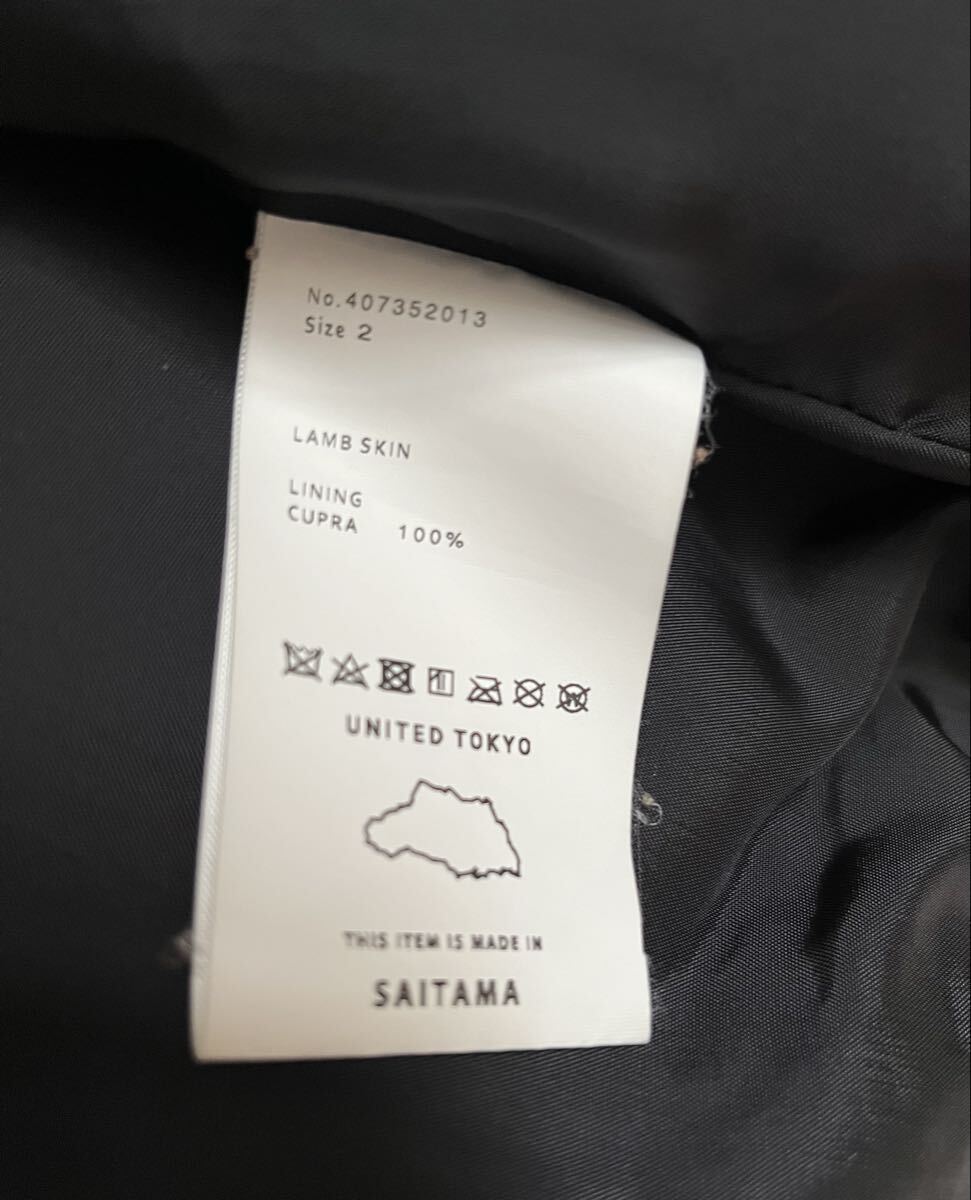 No.407352013
Size 2
LAMB SKIN
LINING
CUPRA 100%
UNITED TOKYO
THIS ITEM IS MADE IN
SAITAMA